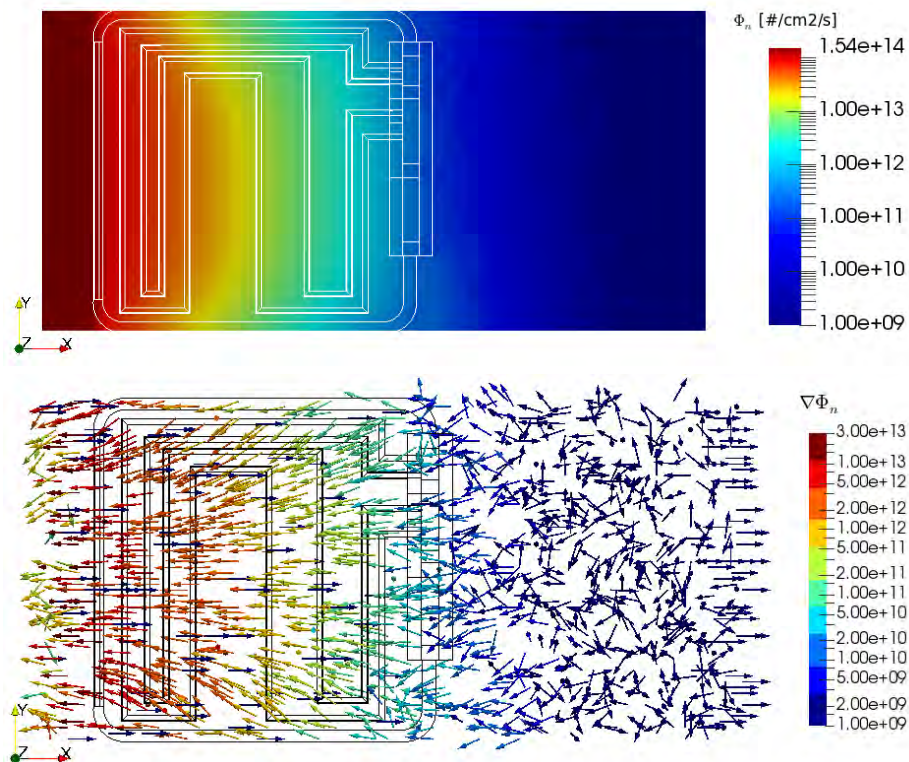 Φn [#/cm2/s]
1.54e+14
1.00e+13
1.00e+12
1.00e+11
1.00e+10
1.00e+09
Y
Z X
∇Φn
3.00e+13
1.00e+13
5.00e+12
2.00e+12
1.00e+12
5.00e+11
2.00e+11
1.00e+11
5.00e+10
2.00e+10
1.00e+10
5.00e+09
2.00e+09
1.00e+09
Y
Z X